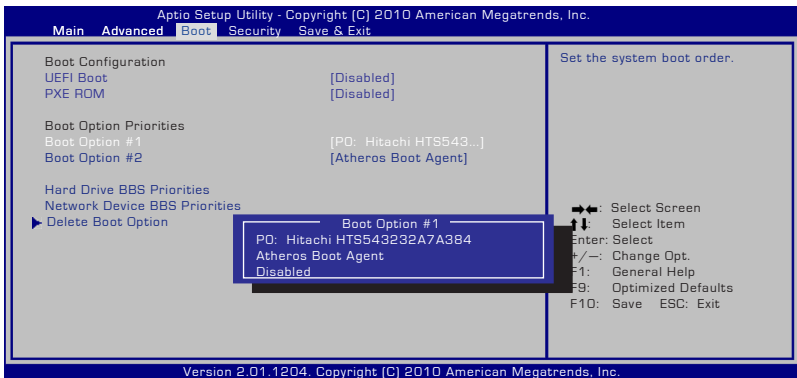 Aptio Setup Utility - Copyright (C) 2010 American Megatrends, Inc.
Main Advanced Boot Security Save & Exit
Boot Configuration
UEFI Boot [Disabled]
PXE ROM [Disabled]
Boot Option Priorities
Boot Option #1 [P0: Hitachi HTS543...]
Boot Option #2 [Atheros Boot Agent]
Hard Drive BBS Priorities
Network Device BBS Priorities
Delete Boot Option
Boot Option #1
P0: Hitachi HTS543232A7A384
Atheros Boot Agent
Disabled
Set the system boot order.
→←: Select Screen
↑↓: Select Item
Enter: Select
+/—: Change Opt.
F1: General Help
F9: Optimized Defaults
F10: Save ESC: Exit
Version 2.01.1204. Copyright (C) 2010 American Megatrends, Inc.